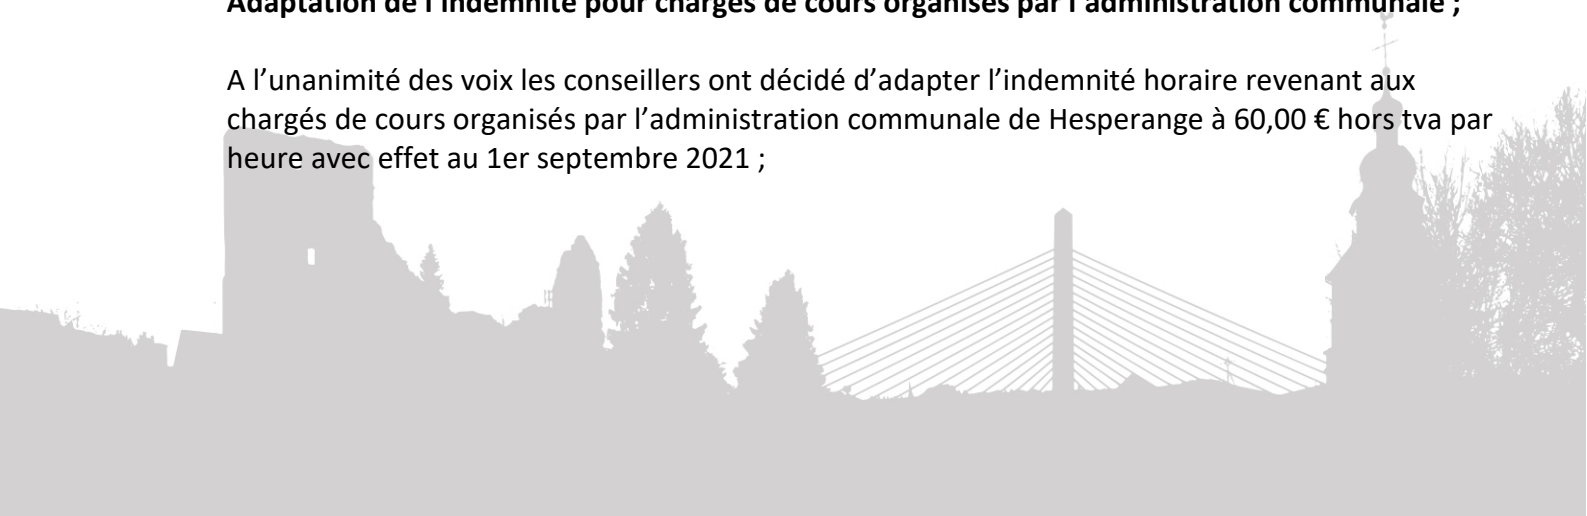 Adaptation de l'indemnité pour chargés de cours organisés par l'administration communale ;
A l'unanimité des voix les conseillers ont décidé d'adapter l'indemnité horaire revenant aux
chargés de cours organisés par l'administration communale de Hesperange à 60,00 € hors tva par
heure avec effet au 1er septembre 2021 ;